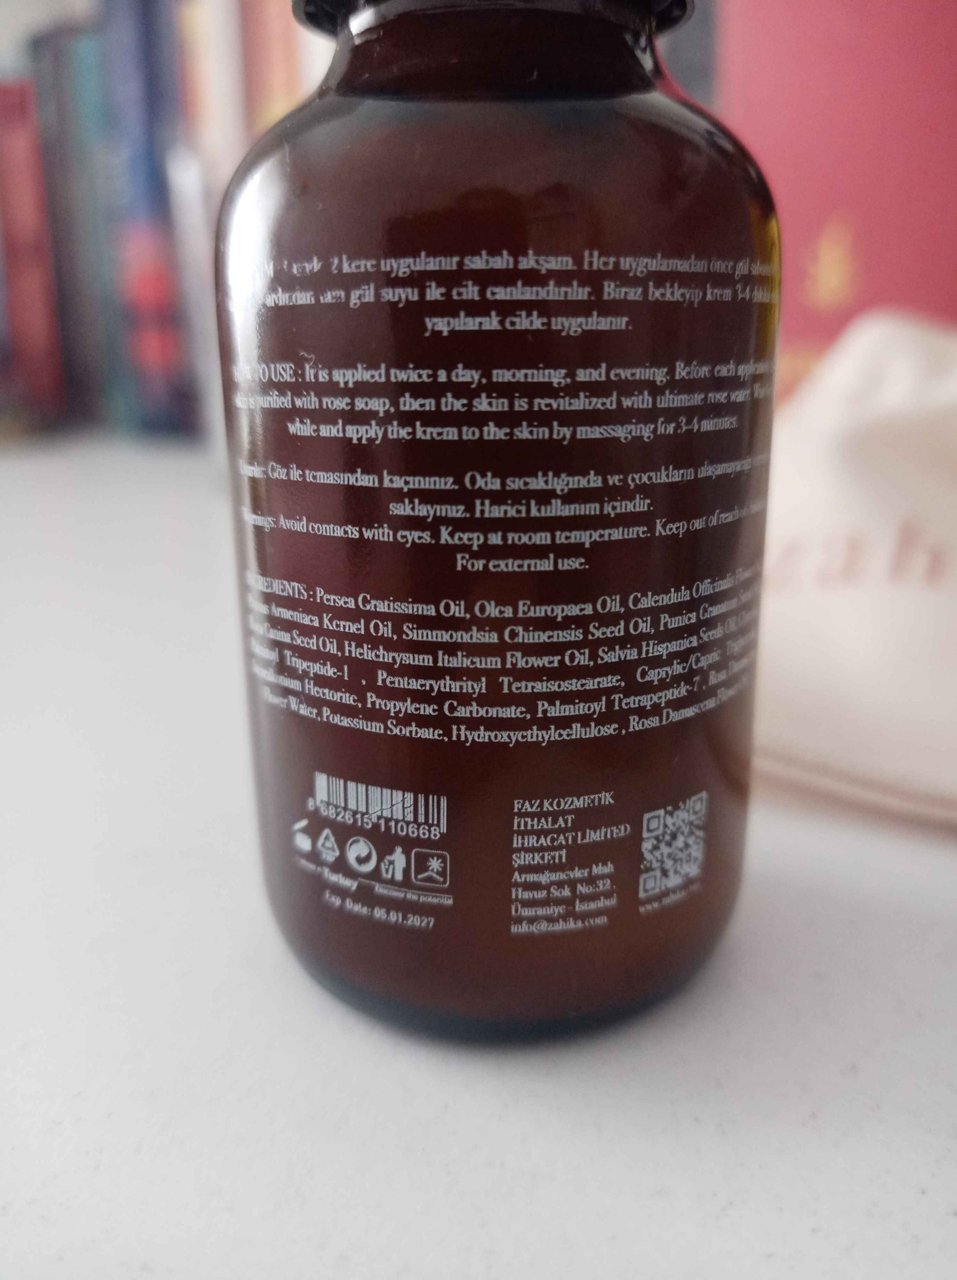 2 kere uygulanır sabah akşam. Her uygulamadan önce gül
gül suyu ile cilt canlandırılır. Biraz bekleyip krem 3-4
yapılarak cilde uygulanır.
TO USE : It is applied twice a day, morning, and evening. Before each
is purified with rose soap, then the skin is revitalized with ultimate rose water.
while and apply the krem to the skin by massaging for 3-4 minutes.
Göz ile temasından kaçınınız. Oda sıcaklığında ve çocukların
saklayınız. Harici kullanım içindir.
Avoid contacts with eyes. Keep at room temperature. Keep out of reach
For external use.
INGREDIENTS : Persea Gratissima Oil, Olea Europaea Oil, Calendula Officinalis
Armeniaca Kernel Oil, Simmondsia Chinensis Seed Oil, Punica Granatum
Canina Seed Oil, Helichrysum Italicum Flower Oil, Salvia Hispanica Seeds Oil,
Tripeptide-1 , Pentaerythrityl Tetraisostearate, Caprylic/Capric
Hectorite, Propylene Carbonate, Palmitoyl Tetrapeptide-7 , Rosa
Flower Water, Potassium Sorbate, Hydroxyethylcellulose , Rosa Damascena
8 682615 110668
Turkey
Discover the potential
Exp. Date: 05.01.2027
FAZ KOZMETİK
İTHALAT
İHRACAT LİMİTED
ŞİRKETİ
Armağanevler Mah
Havuz Sok No:32 ,
Ümraniye - İstanbul
info@zahika.com